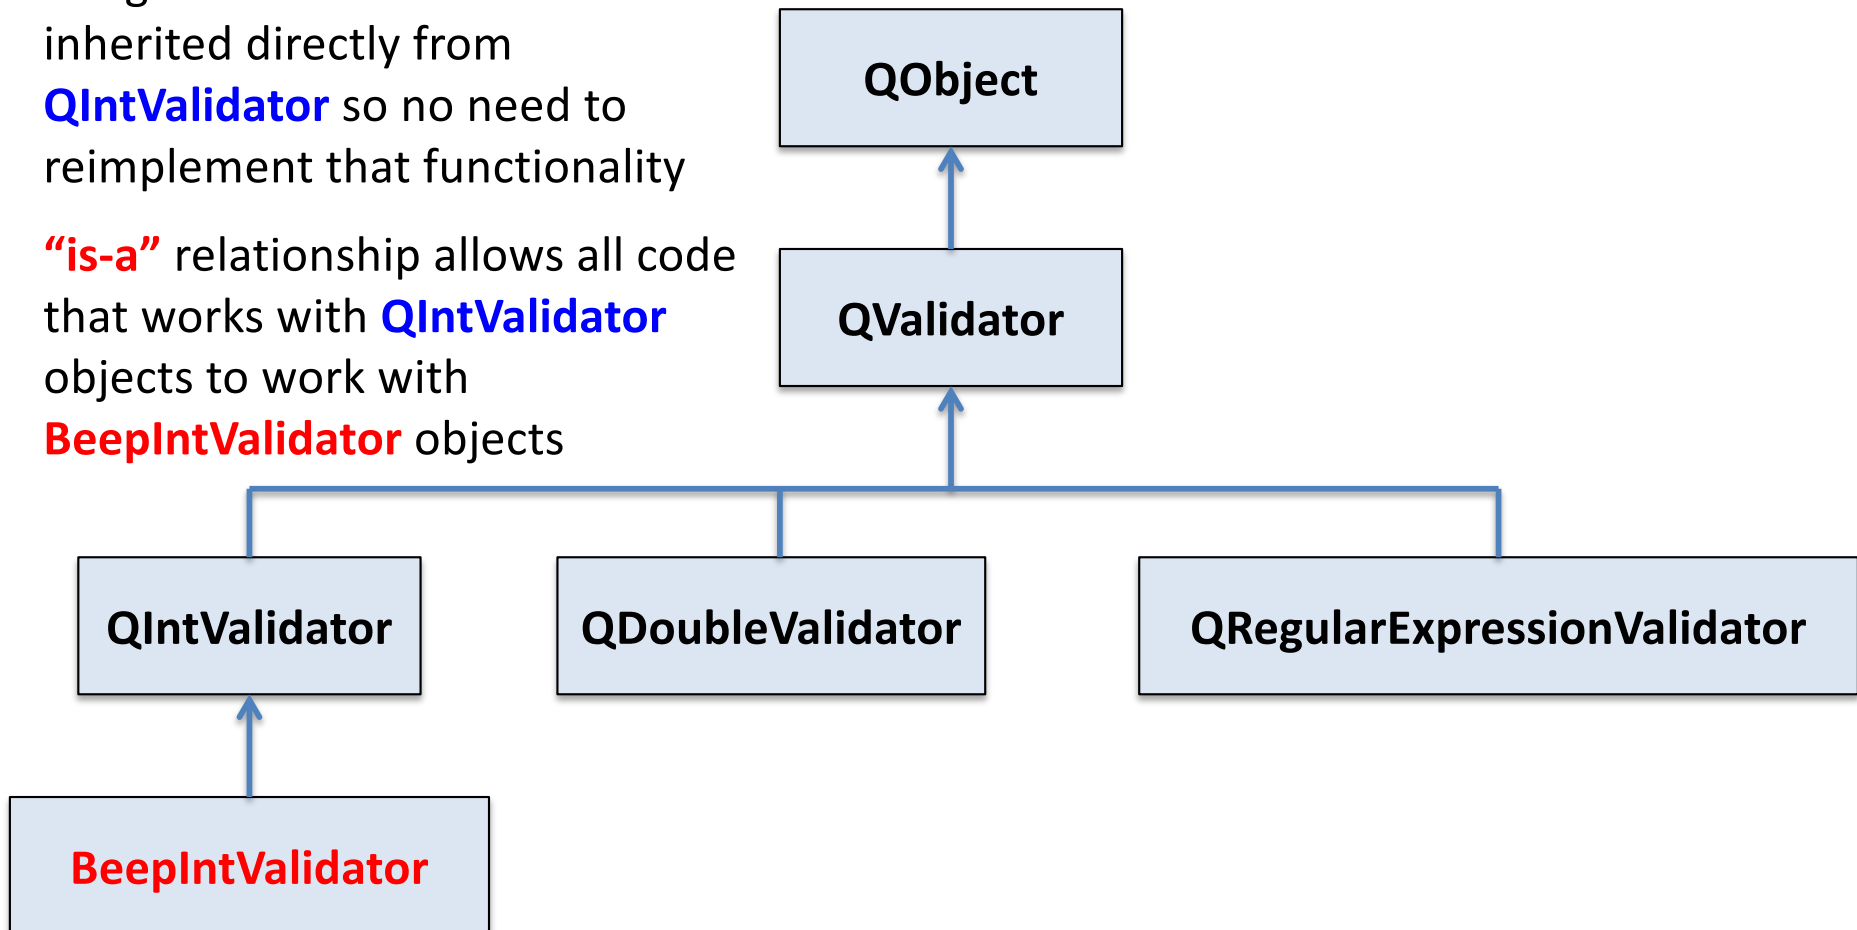 inherited directly from
QIntValidator so no need to
reimplement that functionality
“is-a” relationship allows all code
that works with QIntValidator
objects to work with
BeepIntValidator objects
QObject
QValidator
QIntValidator
QDoubleValidator
QRegularExpressionValidator
BeepIntValidator